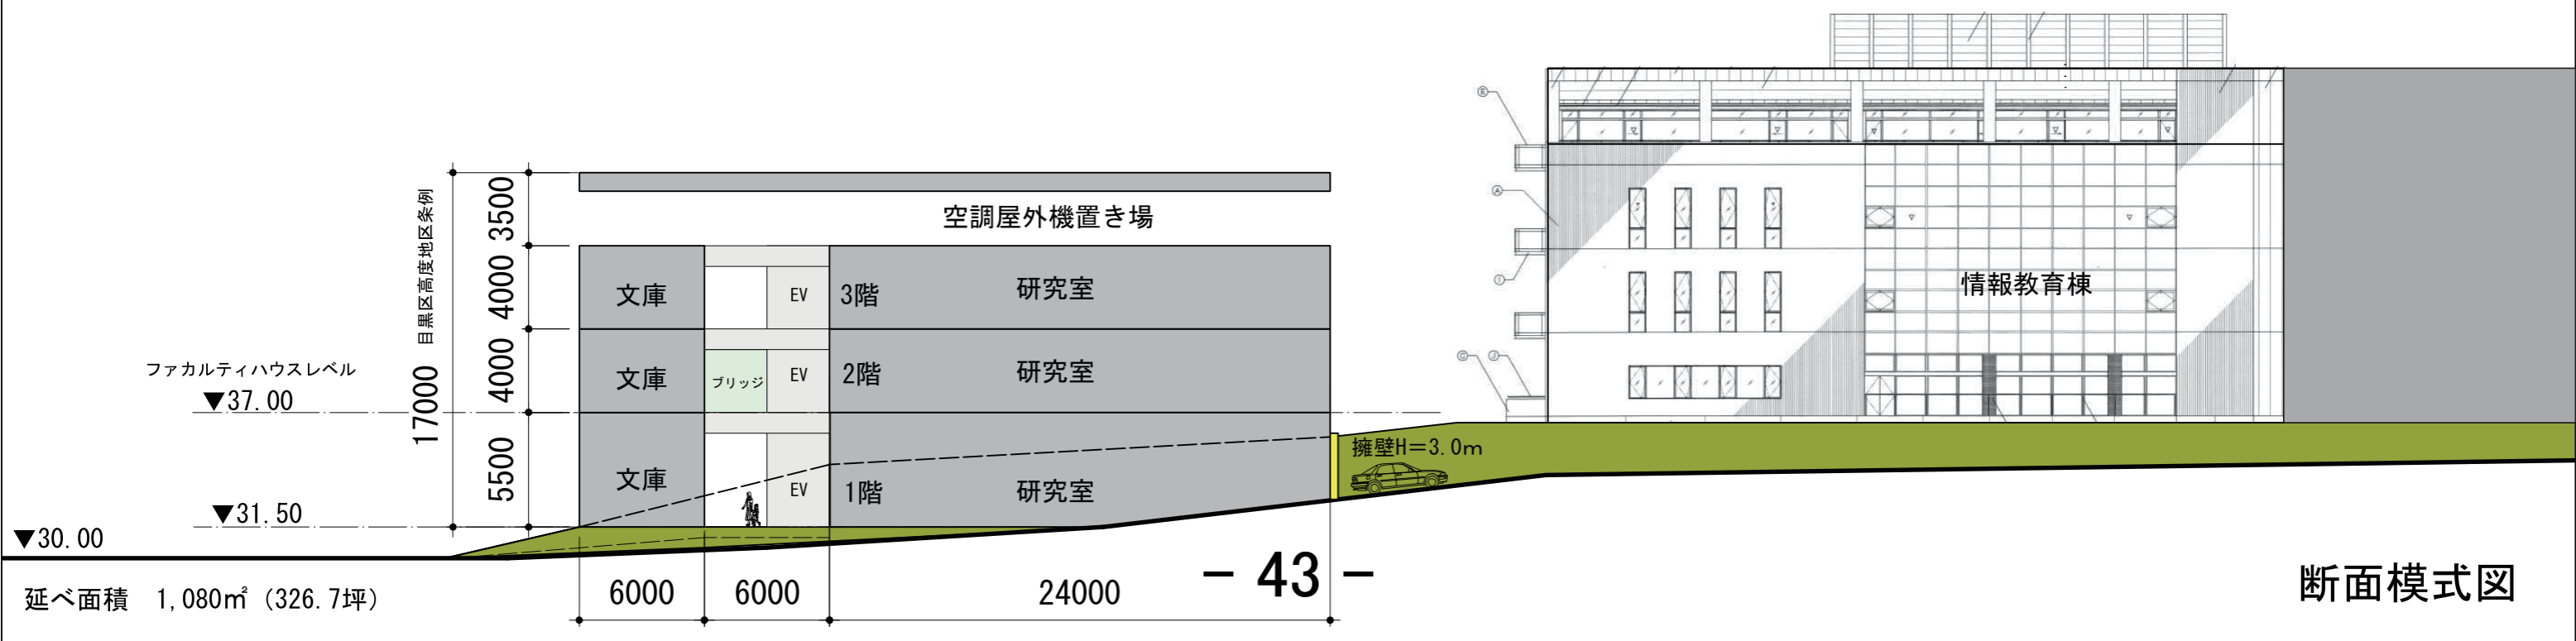 目黒区高度地区条例
17000
3500
4000
4000
5500
空調屋外機置き場
文庫
EV
3階
研究室
文庫
ブリッジ
EV
2階
研究室
文庫
EV
1階
研究室
ファカルティハウスレベル
▼37.00
▼31.50
▼30.00
擁壁H=3.0m
E
A
I
G
J
情報教育棟
6000
6000
24000
- 43 -
延べ面積 1,080㎡ (326.7坪)
断面模式図